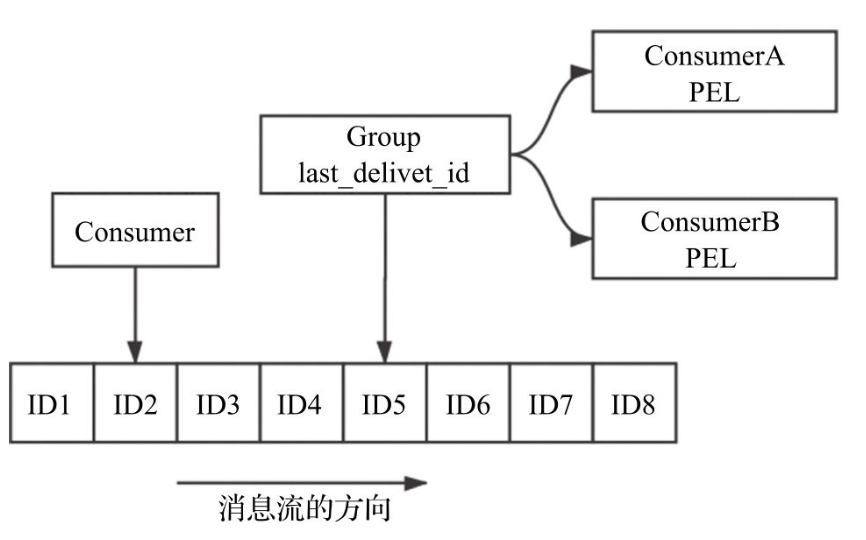 ConsumerA
PEL
Group
last_delivet_id
Consumer
ConsumerB
PEL
ID1 ID2 ID3 ID4 ID5 ID6 ID7 ID8
消息流的方向